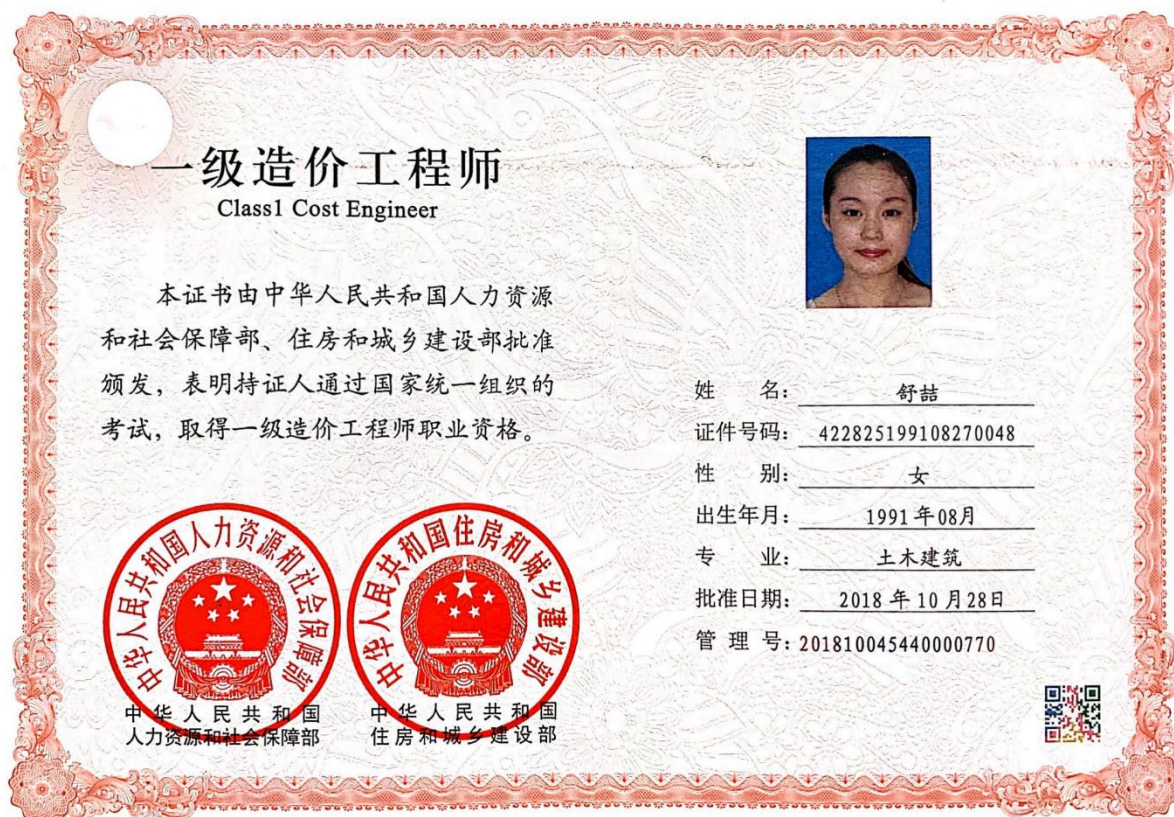 一级造价工程师
Class1 Cost Engineer
本证书由中华人民共和国人力资源
和社会保障部、住房和城乡建设部批准
颁发，表明持证人通过国家统一组织的
考试，取得一级造价工程师职业资格。
中华人民共和国人力资源和社会保障部
中华人民共和国
人力资源和社会保障部
中华人民共和国住房和城乡建设部
中华人民共和国
住房和城乡建设部
姓 名：舒喆
证件号码：422825199108270048
性 别：女
出生年月：1991年08月
专 业：土木建筑
批准日期：2018年10月28日
管 理 号：201810045440000770